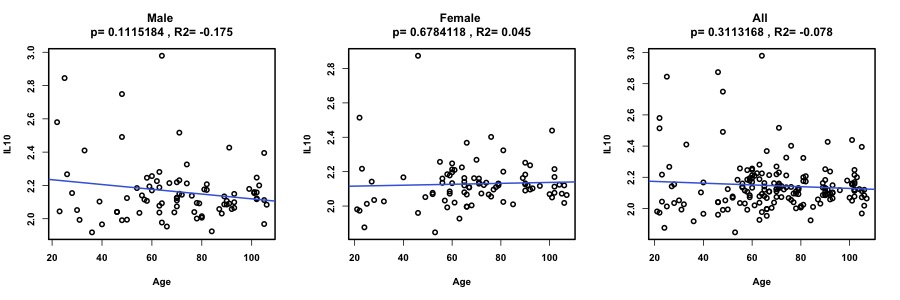 Male
p= 0.1115184 , R2= -0.175
IL10
3.0
2.8
2.6
2.4
2.2
2.0
20 40 60 80 100
Age
Female
p= 0.6784118 , R2= 0.045
IL10
2.8
2.6
2.4
2.2
2.0
20 40 60 80 100
Age
All
p= 0.3113168 , R2= -0.078
IL10
3.0
2.8
2.6
2.4
2.2
2.0
20 40 60 80 100
Age